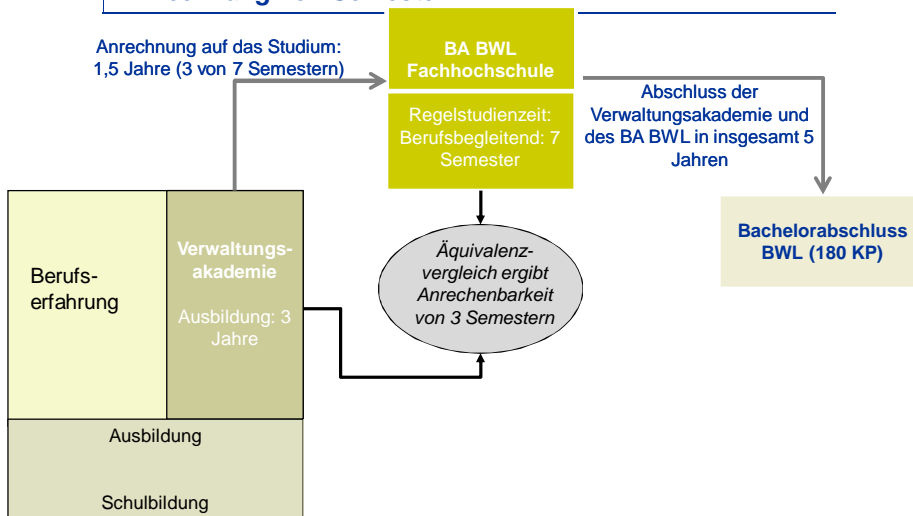 Anrechnung auf das Studium:
1,5 Jahre (3 von 7 Semestern)
BA BWL
Fachhochschule
Regelstudienzeit:
Berufsbegleitend: 7
Semester
Abschluss der
Verwaltungsakademie und
des BA BWL in insgesamt 5
Jahren
Bachelorabschluss
BWL (180 KP)
Verwaltungs-
akademie
Ausbildung: 3
Jahre
Berufs-
erfahrung
Äquivalenz-
vergleich ergibt
Anrechenbarkeit
von 3 Semestern
Ausbildung
Schulbildung